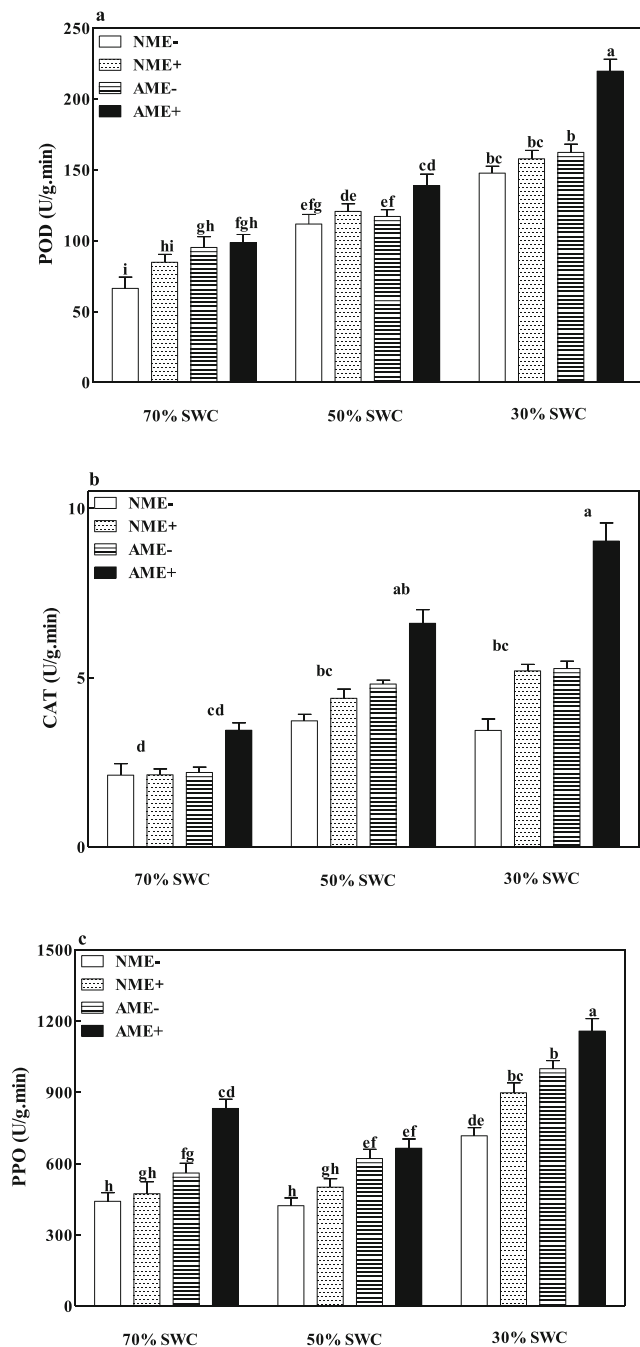 a
250
NME-
NME+
AME-
AME+
a
200
bc
bc
b
cd
150
efg
de
ef
gh
fgh
hi
100
i
50
0
POD (U/g.min)
70% SWC
50% SWC
30% SWC
b
NME-
NME+
AME-
AME+
10
a
ab
bc
bc
5
cd
d
0
CAT (U/g.min)
70% SWC
50% SWC
30% SWC
c
1500
NME-
NME+
AME-
AME+
1200
a
b
bc
900
cd
de
ef
ef
fg
600
gh
gh
h
h
300
0
PPO (U/g.min)
70% SWC
50% SWC
30% SWC